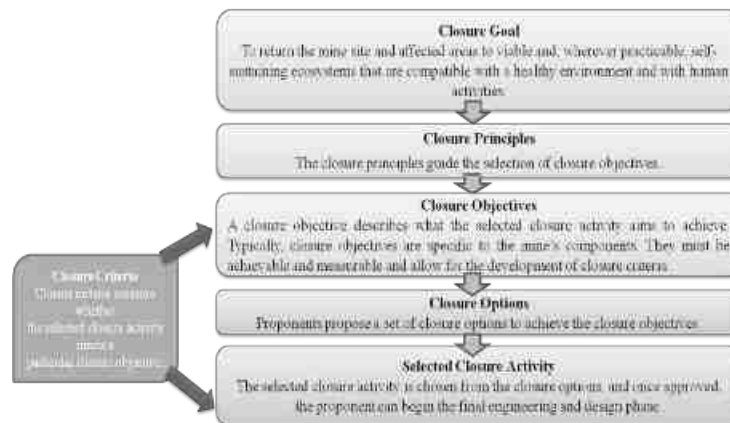 Closure Goal
To return the mine site and affected areas to viable and, wherever practicable, self-
sustaining ecosystems that are compatible with a healthy environment and with human
activities.
Closure Principles
The closure principles guide the selection of closure objectives.
Closure Objectives
A closure objective describes what the selected closure activity aims to achieve.
Typically, closure objectives are specific to the mine's components. They must be
achievable and measurable and allow for the development of closure criteria.
Closure Options
Proponents propose a set of closure options to achieve the closure objectives.
Selected Closure Activity
The selected closure activity is chosen from the closure options, and once approved,
the proponent can begin the final engineering and design phase.
Closure Criteria
Closure criteria measure
whether
the selected closure activity
closure objective